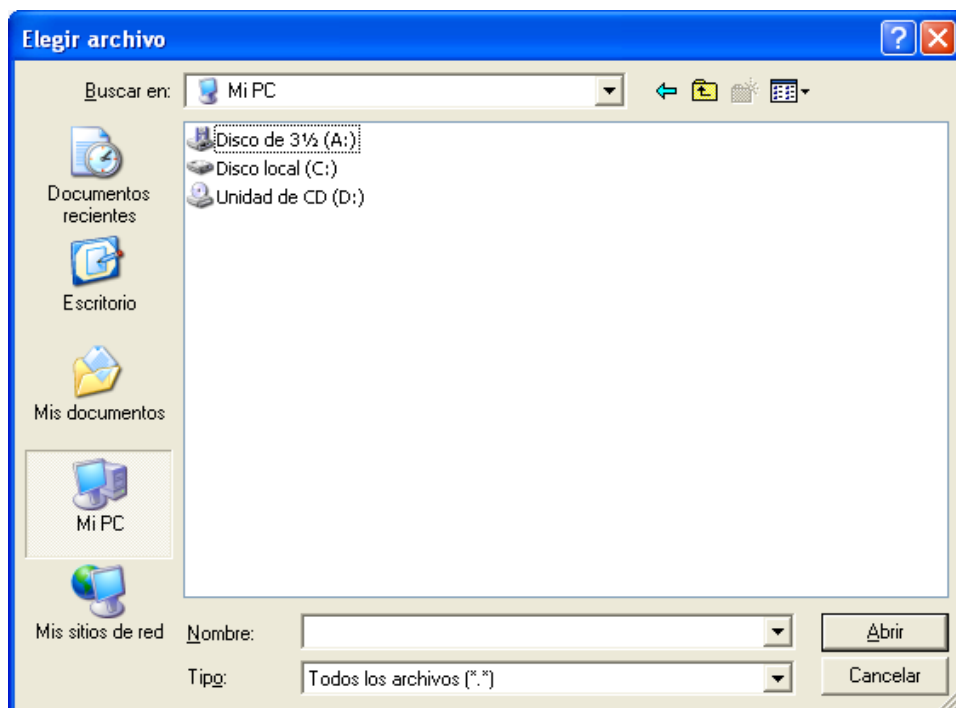 Elegir archivo
Buscar en:
Mi PC
Disco de 3½ (A:)
Disco local (C:)
Unidad de CD (D:)
Documentos
recientes
Escritorio
Mis documentos
Mi PC
Mis sitios de red
Nombre:
Abrir
Tipo:
Todos los archivos (*.*)
Cancelar